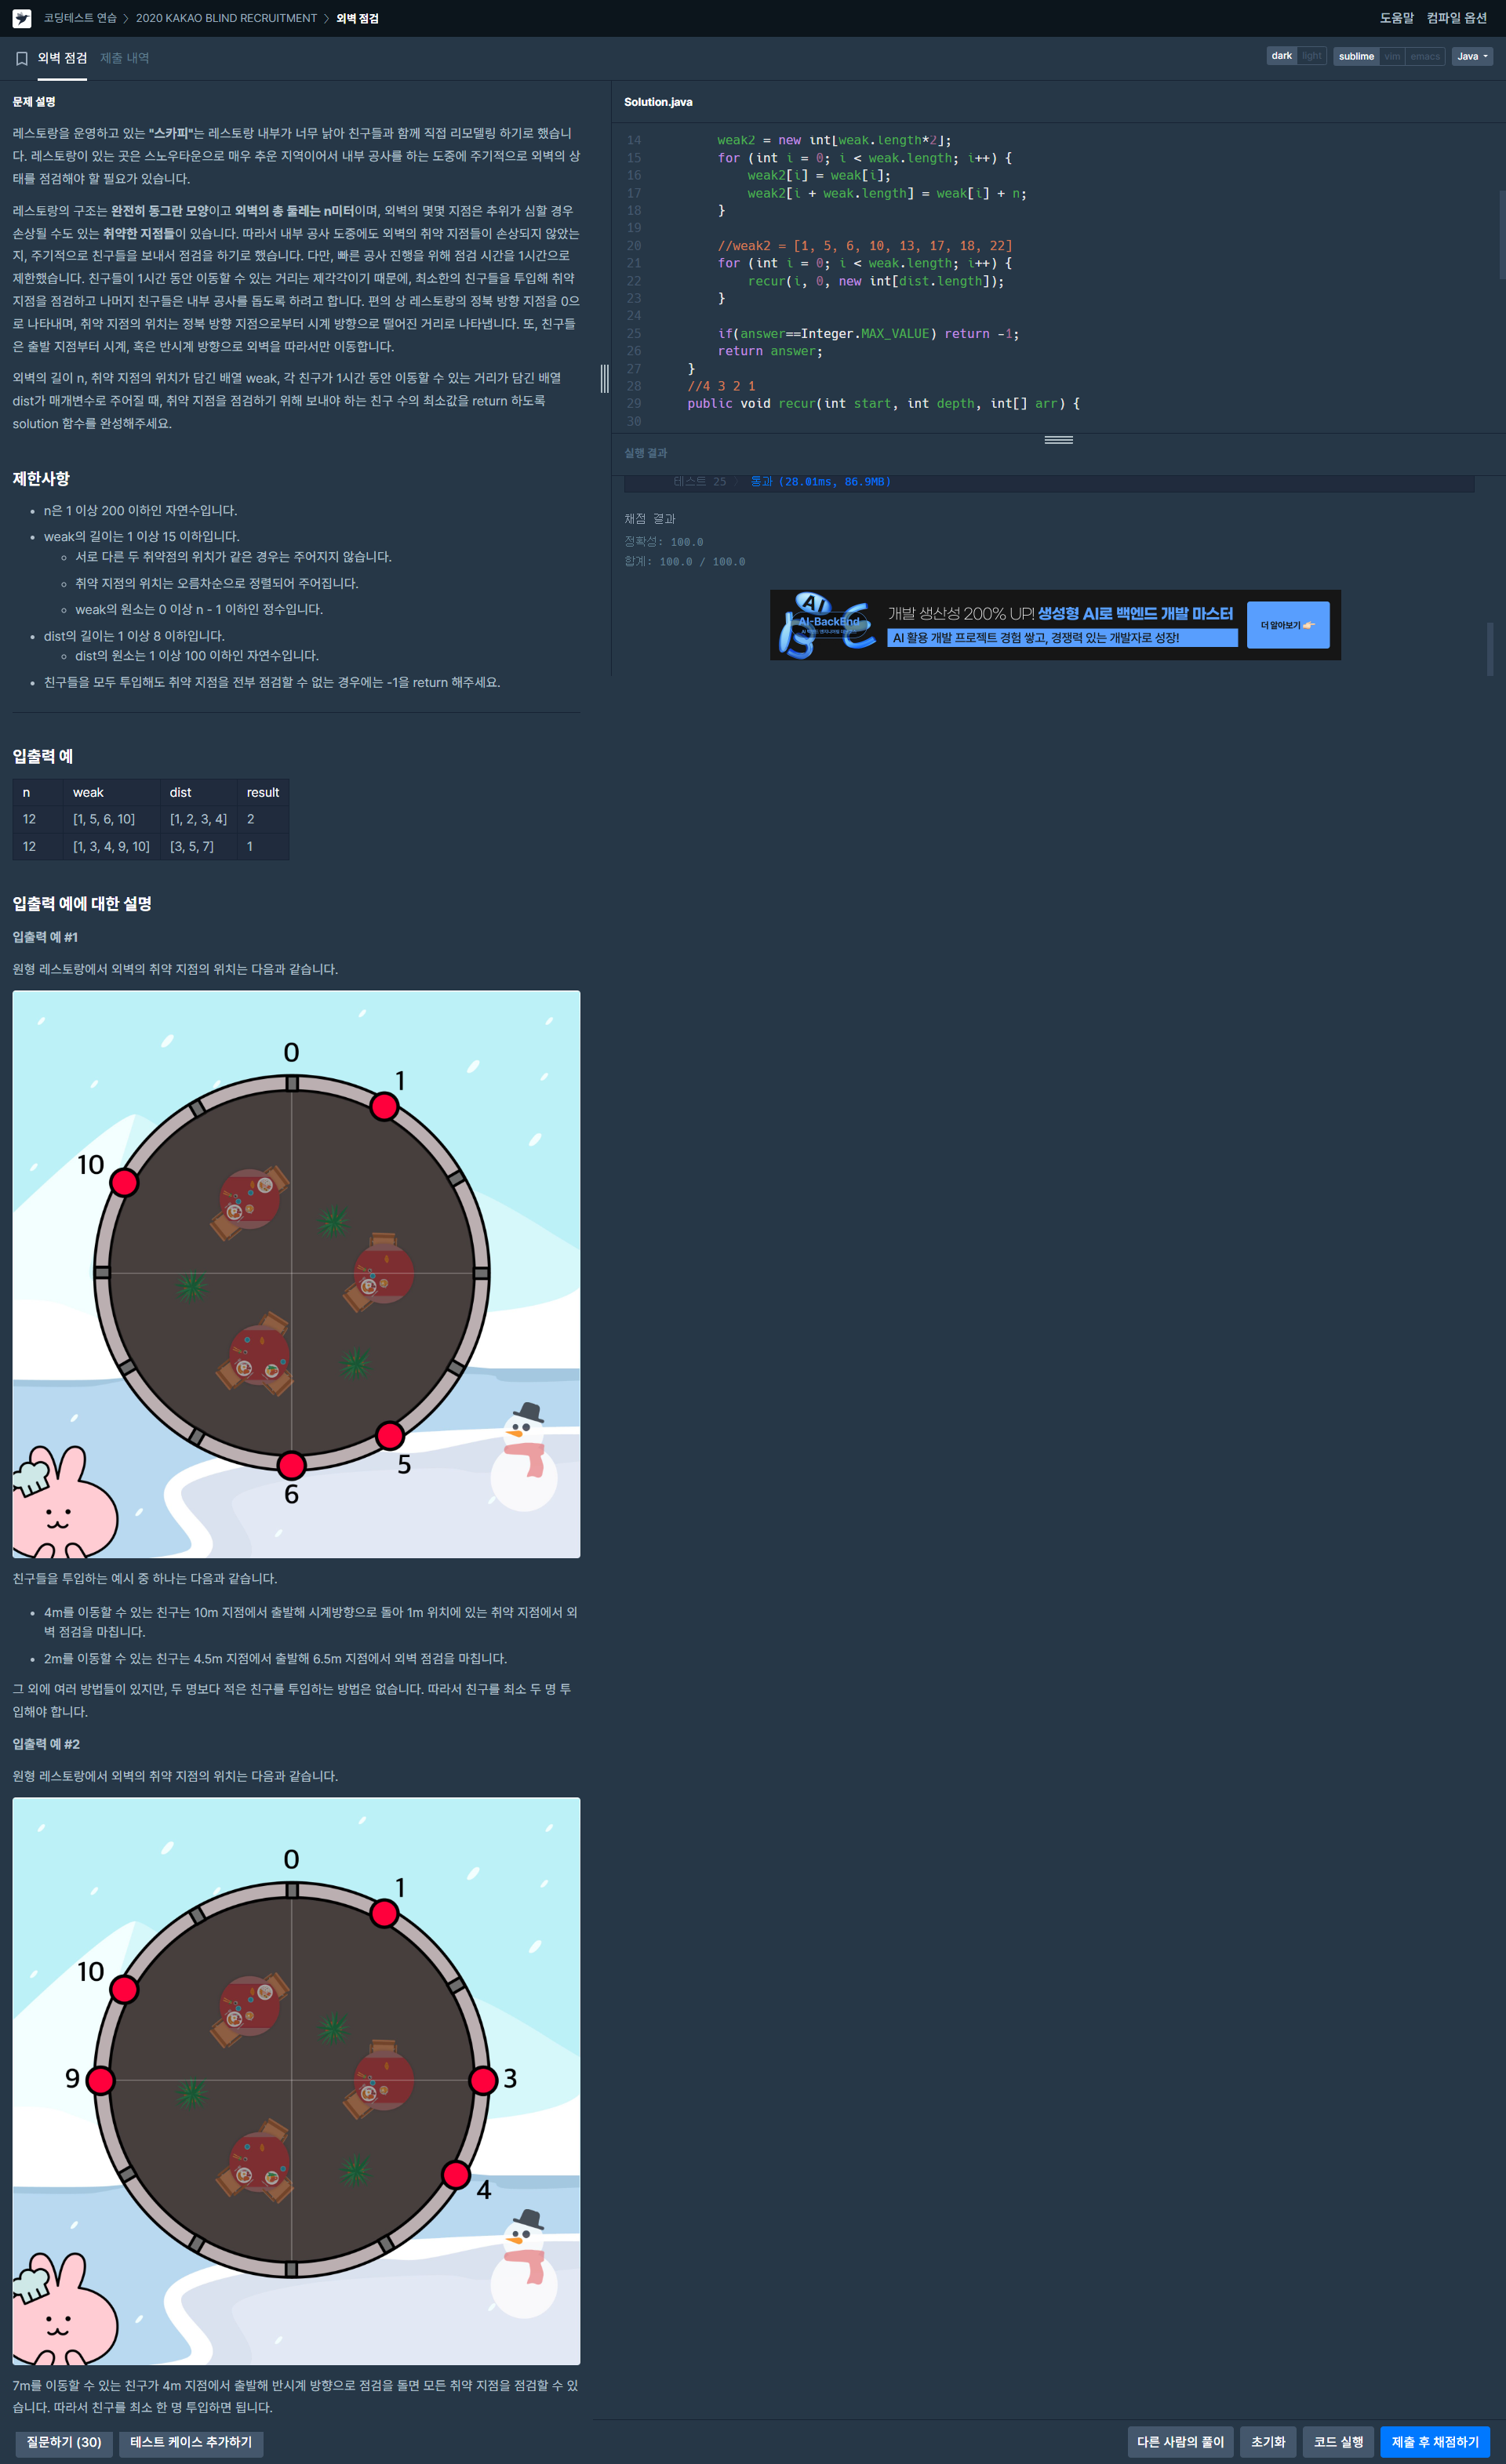 코딩테스트 연습 > 2020 KAKAO BLIND RECRUITMENT > 외벽 점검
도움말 컴파일 옵션
외벽 점검 제출 내역
dark light sublime vim emacs Java
문제 설명
레스토랑을 운영하고 있는 "스카피"는 레스토랑 내부가 너무 낡아 친구들과 함께 직접 리모델링 하기로 했습니
다. 레스토랑이 있는 곳은 스노우타운으로 매우 추운 지역이어서 내부 공사를 하는 도중에 주기적으로 외벽의 상
태를 점검해야 할 필요가 있습니다.
레스토랑의 구조는 완전히 동그란 모양이고 외벽의 총 둘레는 n미터이며, 외벽의 몇몇 지점은 추위가 심할 경우
손상될 수도 있는 취약한 지점들이 있습니다. 따라서 내부 공사 도중에도 외벽의 취약 지점들이 손상되지 않았는
지, 주기적으로 친구들을 보내서 점검을 하기로 했습니다. 다만, 빠른 공사 진행을 위해 점검 시간을 1시간으로
제한했습니다. 친구들이 1시간 동안 이동할 수 있는 거리는 제각각이기 때문에, 최소한의 친구들을 투입해 취약
지점을 점검하고 나머지 친구들은 내부 공사를 돕도록 하려고 합니다. 편의 상 레스토랑의 정북 방향 지점을 0으
로 나타내며, 취약 지점의 위치는 정북 방향 지점으로부터 시계 방향으로 떨어진 거리로 나타냅니다. 또, 친구들
은 출발 지점부터 시계, 혹은 반시계 방향으로 외벽을 따라서만 이동합니다.
외벽의 길이 n, 취약 지점의 위치가 담긴 배열 weak, 각 친구가 1시간 동안 이동할 수 있는 거리가 담긴 배열
dist가 매개변수로 주어질 때, 취약 지점을 점검하기 위해 보내야 하는 친구 수의 최소값을 return 하도록
solution 함수를 완성해주세요.
제한사항
• n은 1 이상 200 이하인 자연수입니다.
• weak의 길이는 1 이상 15 이하입니다.
◦ 서로 다른 두 취약점의 위치가 같은 경우는 주어지지 않습니다.
◦ 취약 지점의 위치는 오름차순으로 정렬되어 주어집니다.
◦ weak의 원소는 0 이상 n - 1 이하인 정수입니다.
• dist의 길이는 1 이상 8 이하입니다.
◦ dist의 원소는 1 이상 100 이하인 자연수입니다.
• 친구들을 모두 투입해도 취약 지점을 전부 점검할 수 없는 경우에는 -1을 return 해주세요.
입출력 예
n weak dist result
12 [1, 5, 6, 10] [1, 2, 3, 4] 2
12 [1, 3, 4, 9, 10] [3, 5, 7] 1
입출력 예에 대한 설명
입출력 예 #1
원형 레스토랑에서 외벽의 취약 지점의 위치는 다음과 같습니다.
0
1
10
5
6
친구들을 투입하는 예시 중 하나는 다음과 같습니다.
• 4m를 이동할 수 있는 친구는 10m 지점에서 출발해 시계방향으로 돌아 1m 위치에 있는 취약 지점에서 외
벽 점검을 마칩니다.
• 2m를 이동할 수 있는 친구는 4.5m 지점에서 출발해 6.5m 지점에서 외벽 점검을 마칩니다.
그 외에 여러 방법들이 있지만, 두 명보다 적은 친구를 투입하는 방법은 없습니다. 따라서 친구를 최소 두 명 투
입해야 합니다.
입출력 예 #2
원형 레스토랑에서 외벽의 취약 지점의 위치는 다음과 같습니다.
0
1
10
9
3
4
7m를 이동할 수 있는 친구가 4m 지점에서 출발해 반시계 방향으로 점검을 돌면 모든 취약 지점을 점검할 수 있
습니다. 따라서 친구를 최소 한 명 투입하면 됩니다.
질문하기 (30) 테스트 케이스 추가하기
Solution.java
14 weak2 = new int[weak.length*2];
15 for (int i = 0; i < weak.length; i++) {
16 weak2[i] = weak[i];
17 weak2[i + weak.length] = weak[i] + n;
18 }
19
20 //weak2 = [1, 5, 6, 10, 13, 17, 18, 22]
21 for (int i = 0; i < weak.length; i++) {
22 recur(i, 0, new int[dist.length]);
23 }
24
25 if(answer==Integer.MAX_VALUE) return -1;
26 return answer;
27 }
28 //4 3 2 1
29 public void recur(int start, int depth, int[] arr) {
30
실행 결과
테스트 25 > 통과 (28.01ms, 86.9MB)
채점 결과
정확성: 100.0
합계: 100.0 / 100.0
AI
AI-BackEnd
개발 생산성 200% UP! 생성형 AI로 백엔드 개발 마스터
AI 활용 개발 프로젝트 경험 쌓고, 경쟁력 있는 개발자로 성장!
더 알아보기
다른 사람의 풀이 초기화 코드 실행 제출 후 채점하기